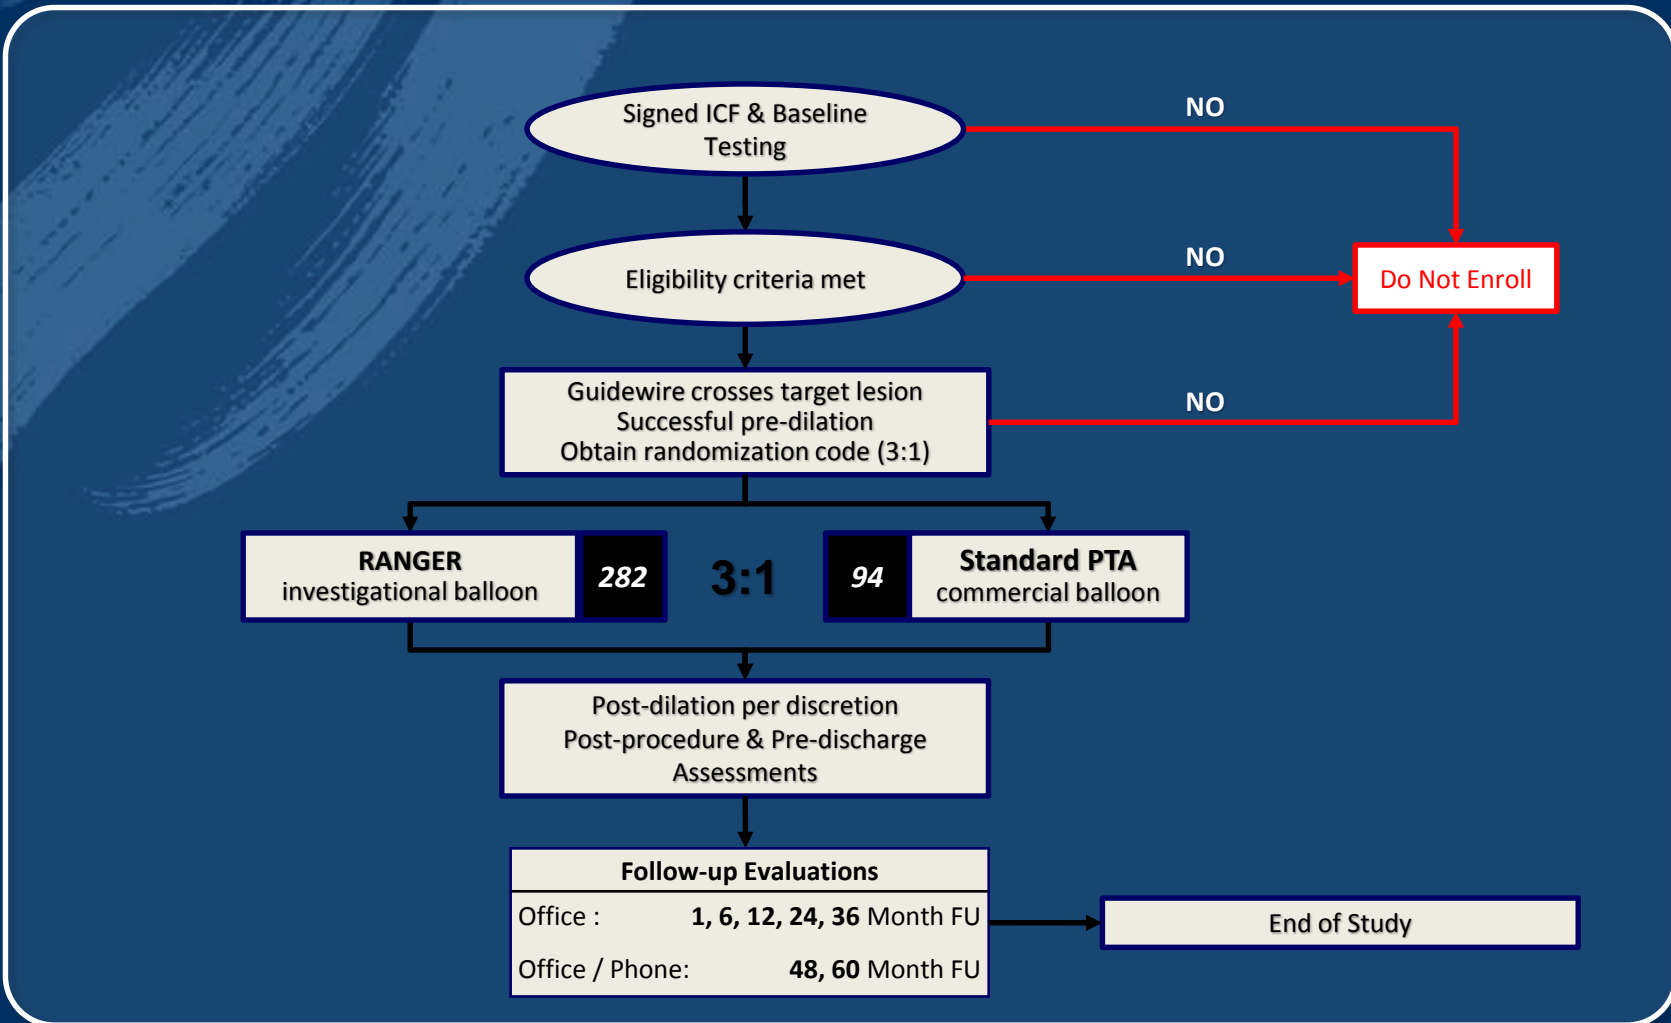 Signed ICF & Baseline
Testing
NO
Eligibility criteria met
NO
Do Not Enroll
Guidewire crosses target lesion
Successful pre-dilation
Obtain randomization code (3:1)
NO
RANGER
investigational balloon
282
3:1
94
Standard PTA
commercial balloon
Post-dilation per discretion
Post-procedure & Pre-discharge
Assessments
Follow-up Evaluations
Office : 1, 6, 12, 24, 36 Month FU
Office / Phone: 48, 60 Month FU
End of Study